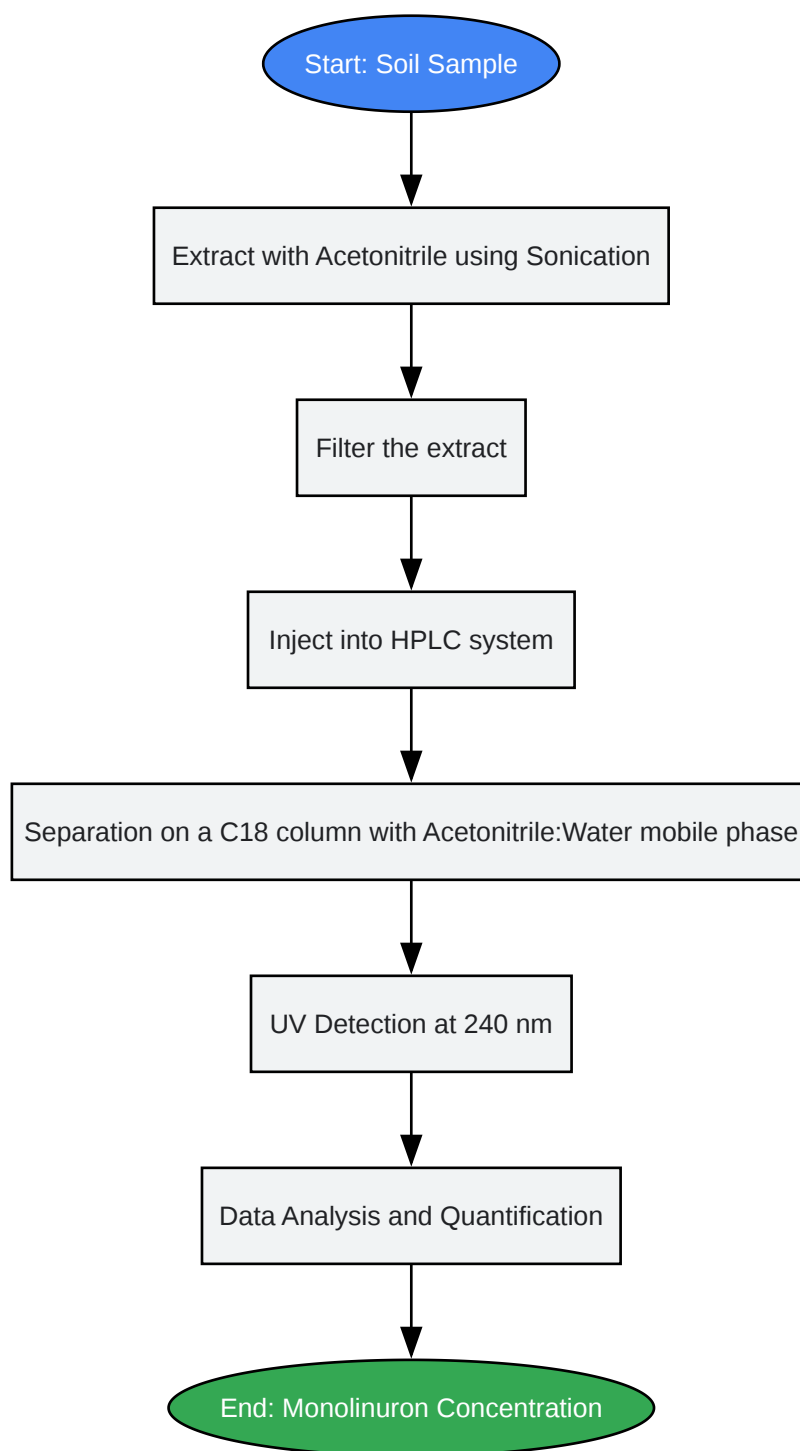 Start: Soil Sample
Extract with Acetonitrile using Sonication
Filter the extract
Inject into HPLC system
Separation on a C18 column with Acetonitrile:Water mobile phase
UV Detection at 240 nm
Data Analysis and Quantification
End: Monolinuron Concentration